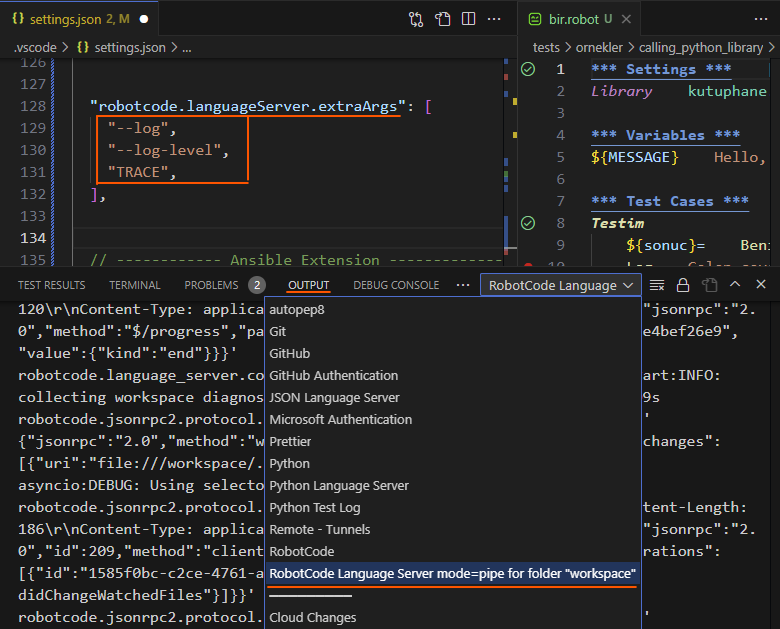 {} settings.json 2, M ●
bir.robot U ×
.vscode > {} settings.json > ...
tests > ornekler > calling_python_library >
126
127
128 "robotcode.languageServer.extraArgs": [
129 "--log",
130 "--log-level",
131 "TRACE",
132 ],
133
134
135 // ------------ Ansible Extension -------------
1 *** Settings ***
2 Library kutuphane
3
4 *** Variables ***
5 ${MESSAGE} Hello,
6
7 *** Test Cases ***
8 Testim
9 ${sonuc}= Beni
10
TEST RESULTS TERMINAL PROBLEMS 2 OUTPUT DEBUG CONSOLE ... RobotCode Language
120\r\nContent-Type: applica
"jsonrpc":"2.
0","method":"$/progress","pa
e4bef26e9",
"value":{"kind":"end"}}}'
robotcode.language_server.co
art:INFO:
collecting workspace diagnos
9s
robotcode.jsonrpc2.protocol.
'
{"jsonrpc":"2.0","method":"w
changes":
[{"uri":"file:///workspace/.
asyncio:DEBUG: Using selecto
robotcode.jsonrpc2.protocol.
tent-Length:
186\r\nContent-Type: applica
"jsonrpc":"2.
0","id":209,"method":"client
rations":
[{"id":"1585f0bc-c2ce-4761-a
didChangeWatchedFiles"}]}}'
robotcode.jsonrpc2.protocol.
'
autopep8
Git
GitHub
GitHub Authentication
JSON Language Server
Microsoft Authentication
Prettier
Python
Python Language Server
Python Test Log
Remote - Tunnels
RobotCode
RobotCode Language Server mode=pipe for folder "workspace"
Cloud Changes